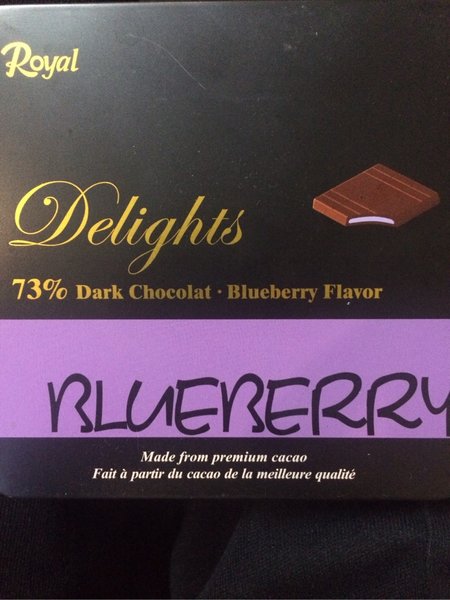 Royal
Delights
73% Dark Chocolat · Blueberry Flavor
BLUEBERRY
Made from premium cacao
Fait à partir du cacao de la meilleure qualité